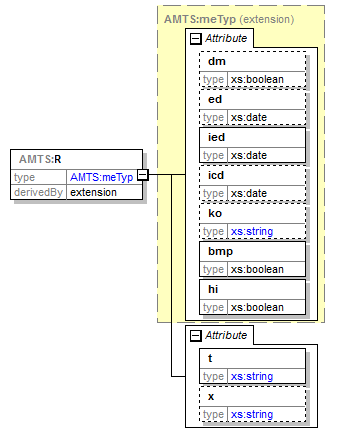 AMTS:meTyp (extension)
Attribute
dm
type xs:boolean
ed
type xs:date
ied
type xs:date
icd
type xs:date
ko
type xs:string
bmp
type xs:boolean
hi
type xs:boolean
AMTS:R
type AMTS:meTyp
derivedBy extension
Attribute
t
type xs:string
x
type xs:string